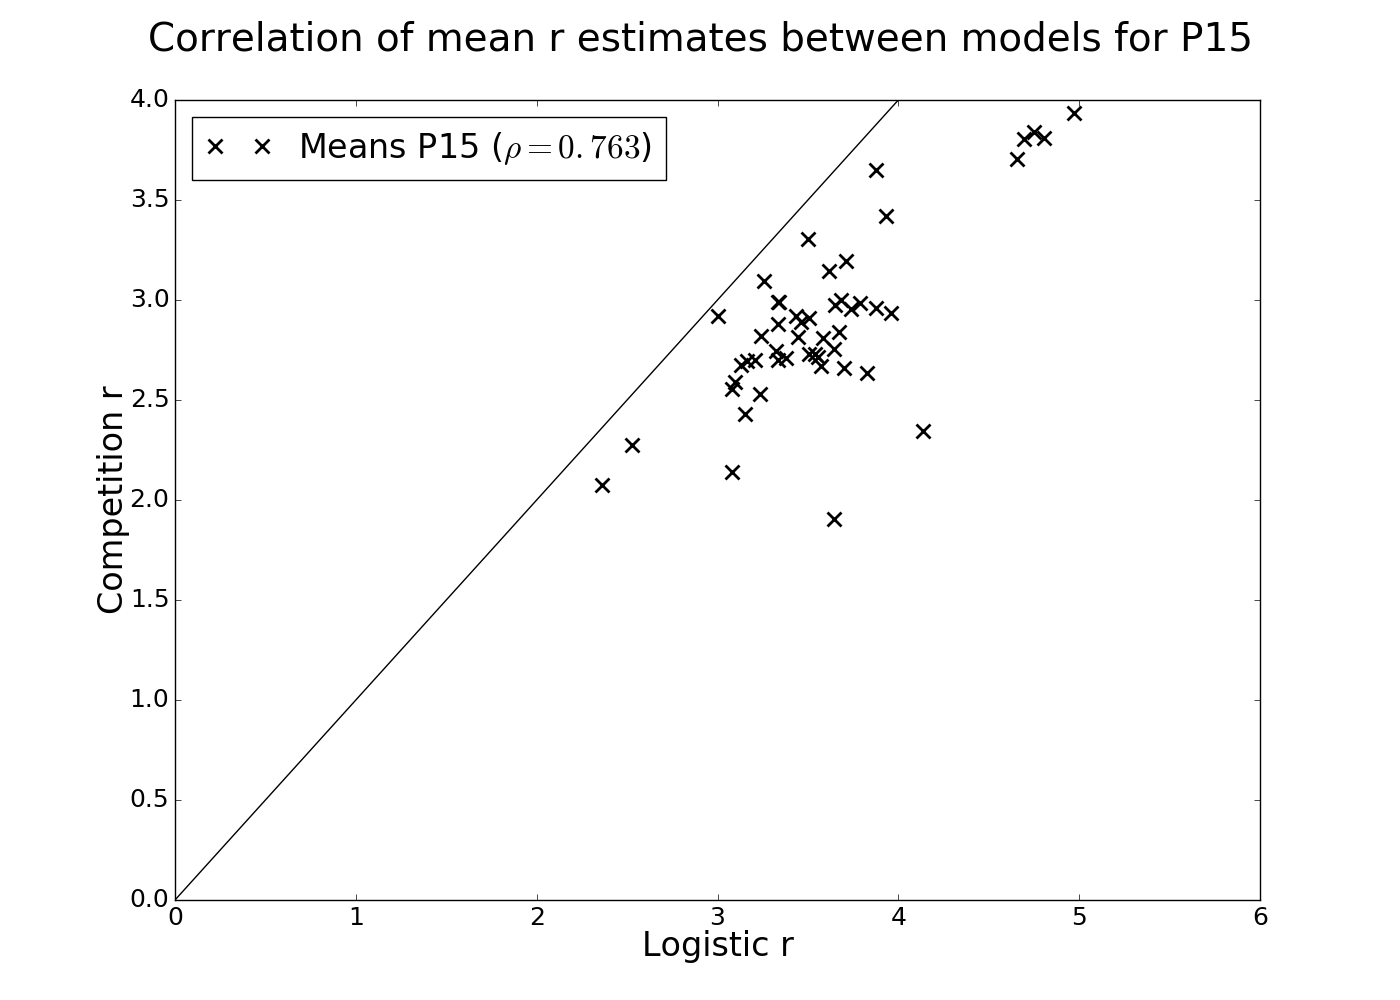 Correlation of mean r estimates between models for P15
Means P15 (ρ = 0.763)
4.0
3.5
3.0
2.5
2.0
1.5
1.0
0.5
0.0
Competition r
0 1 2 3 4 5 6
Logistic r